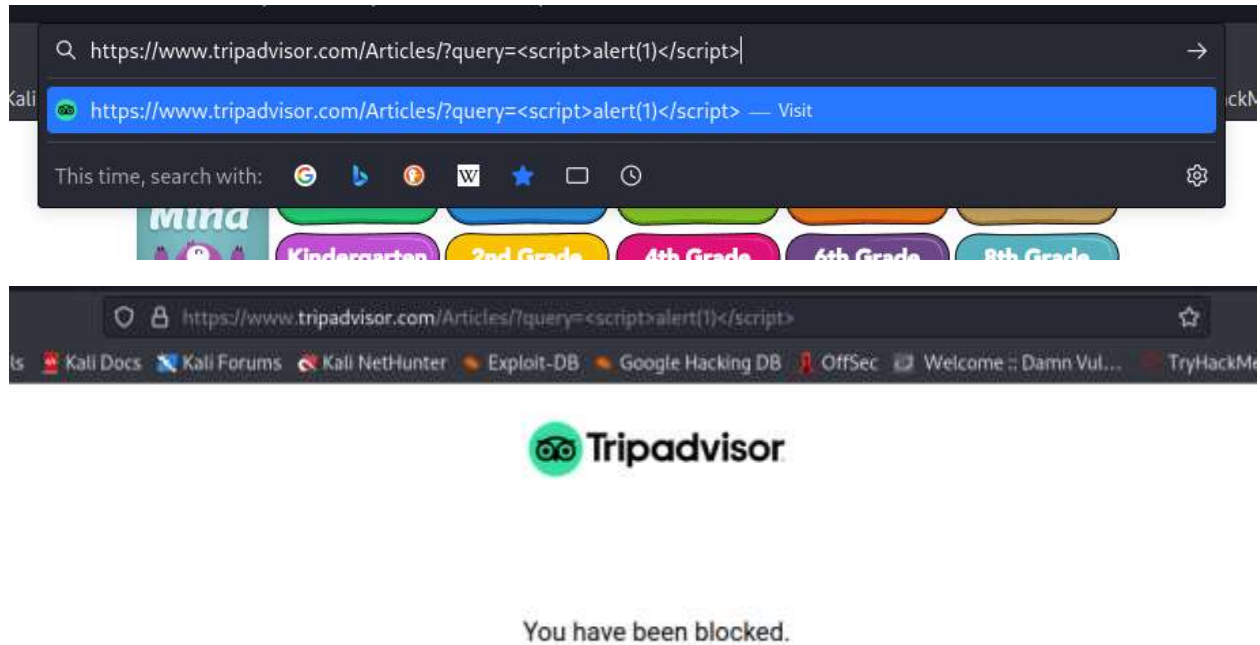 https://www.tripadvisor.com/Articles/?query=<script>alert(1)</script>
Kali
https://www.tripadvisor.com/Articles/?query=<script>alert(1)</script> — Visit
This time, search with:
Mind
Kindergarten 2nd Grade 4th Grade 6th Grade 8th Grade
https://www.tripadvisor.com/Articles/?query=<script>alert(1)</script>
ls Kali Docs Kali Forums Kali NetHunter Exploit-DB Google Hacking DB OffSec Welcome :: Damn Vul... TryHackMe
Tripadvisor
You have been blocked.